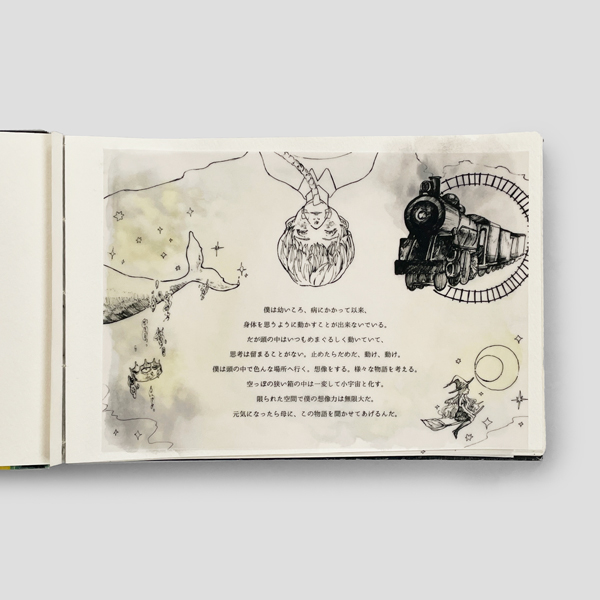 僕は幼いころ、病にかかって以来、
身体を思うように動かすことが出来ないでいる。
だが頭の中はいつもめまぐるしく動いていて、
思考は留まることがない。止めたらだめだ、動け、動け。
僕は頭の中で色んな場所へ行く。想像をする。様々な物語を考える。
空っぽの狭い箱の中は一変して小宇宙と化す。
限られた空間で僕の想像力は無限大だ。
元気になったら母に、この物語を聞かせてあげるんだ。